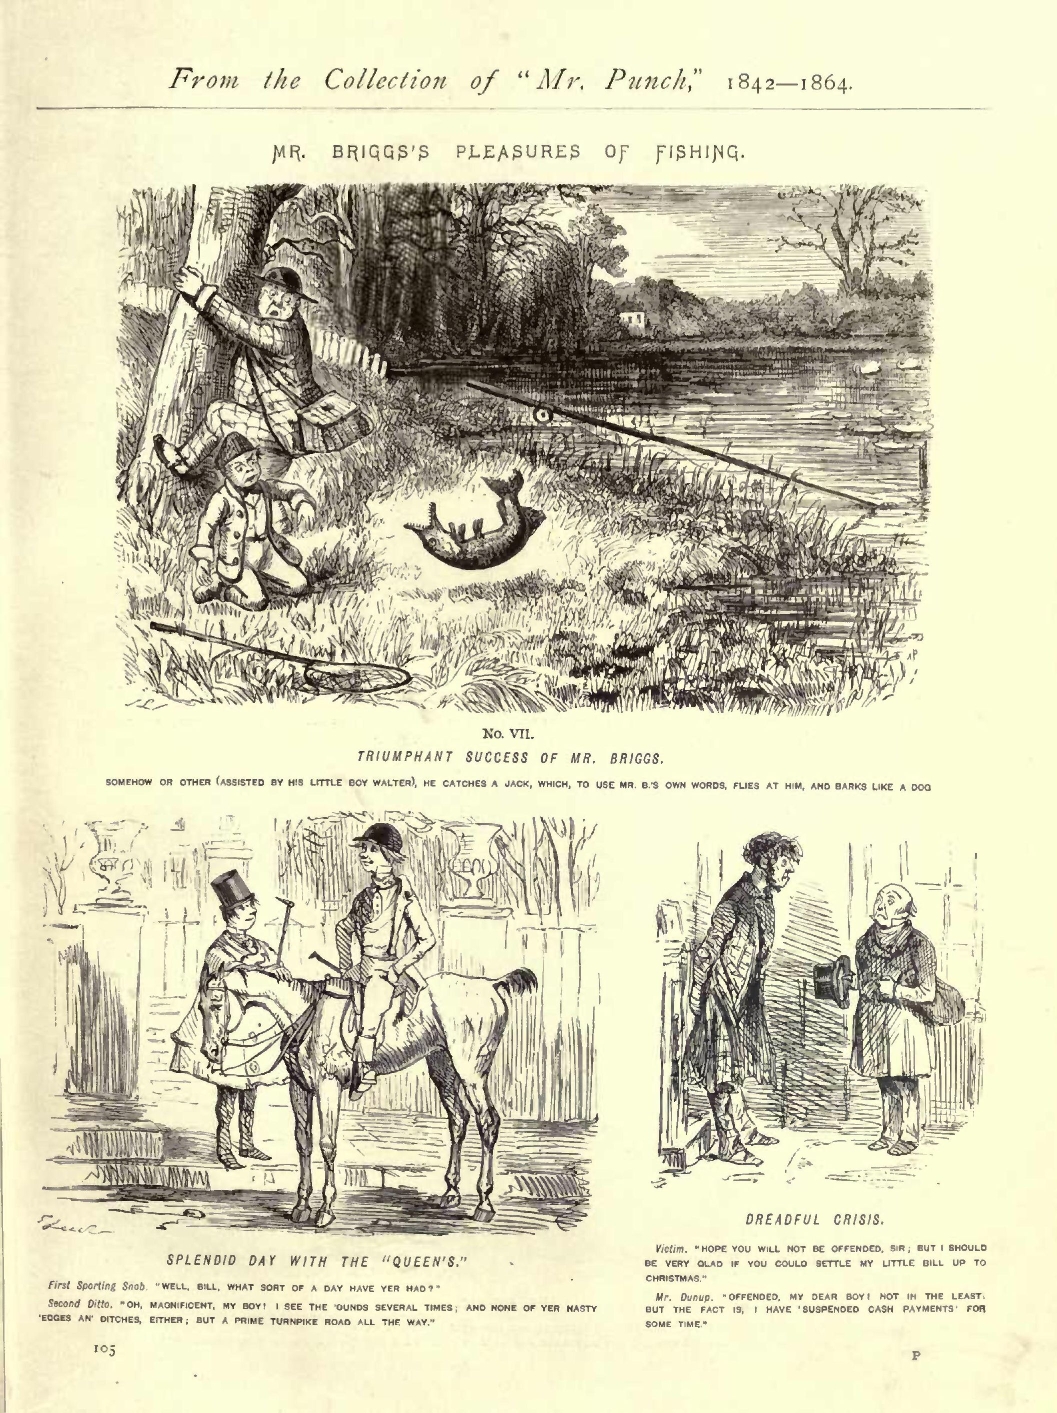 From the Collection of "Mr. Punch," 1842—1864.
MR. BRIGGS'S PLEASURES OF FISHING.
No. VII.
TRIUMPHANT SUCCESS OF MR. BRIGGS.
SOMEHOW OR OTHER (ASSISTED BY HIS LITTLE BOY WALTER), HE CATCHES A JACK, WHICH, TO USE MR. B.'S OWN WORDS, FLIES AT HIM, AND BARKS LIKE A DOG
SPLENDID DAY WITH THE "QUEEN'S."
First Sporting Snob. "WELL, BILL, WHAT SORT OF A DAY HAVE YER HAD?"
Second Ditto. "OH, MAGNIFICENT, MY BOY! I SEE THE 'OUNDS SEVERAL TIMES; AND NONE OF YER NASTY
'EDGES AN' DITCHES, EITHER; BUT A PRIME TURNPIKE ROAD ALL THE WAY."
DREADFUL CRISIS.
Victim. "HOPE YOU WILL NOT BE OFFENDED, SIR; BUT I SHOULD
BE VERY GLAD IF YOU COULD SETTLE MY LITTLE BILL UP TO
CHRISTMAS."
Mr. Dunup. "OFFENDED, MY DEAR BOY! NOT IN THE LEAST.
BUT THE FACT IS, I HAVE 'SUSPENDED CASH PAYMENTS' FOR
SOME TIME."
105
P